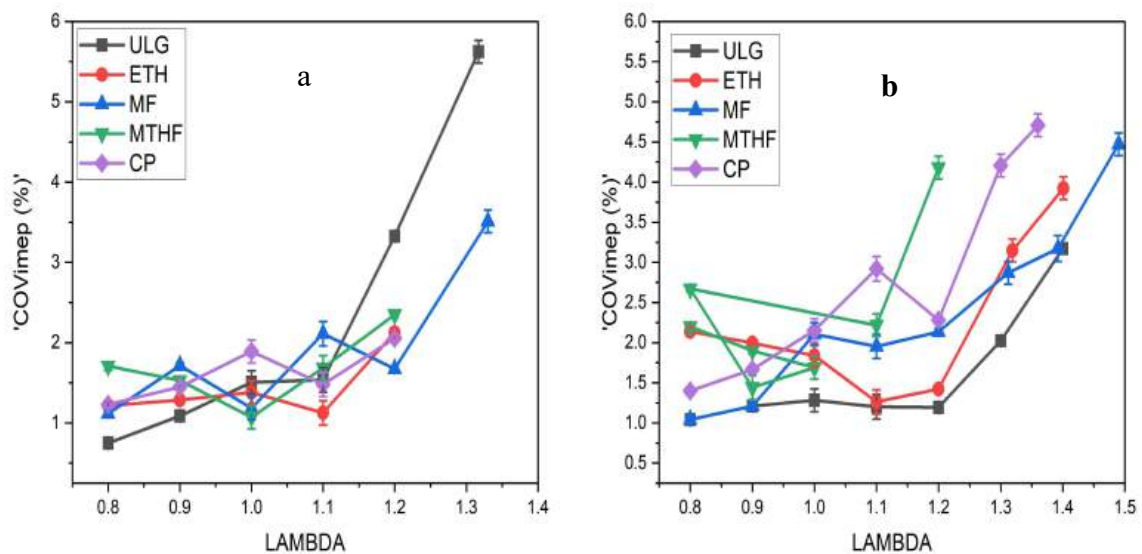 6
5
4
3
2
1
0.8 0.9 1.0 1.1 1.2 1.3 1.4
LAMBDA
'COVimep (%)'
ULG
ETH
MF
MTHF
CP
a
6.0
5.5
5.0
4.5
4.0
3.5
3.0
2.5
2.0
1.5
1.0
0.5
0.8 0.9 1.0 1.1 1.2 1.3 1.4 1.5
LAMBDA
'COVimep (%)'
ULG
ETH
MF
MTHF
CP
b